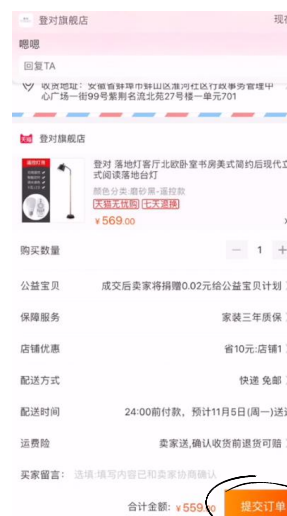 登对旗舰店 现在
嗯嗯
回复TA
收货地址：安徽省蚌埠市蚌山区淮河社区行政事务管理中
心广场一街99号紫荆名流北苑27号楼一单元701
天猫 登对旗舰店
登对 落地灯客厅北欧卧室书房美式简约后现代立
式阅读落地台灯
颜色分类:磨砂黑-遥控款
天猫无忧购 七天退换
¥569.00
购买数量 — 1 +
公益宝贝 成交后卖家将捐赠0.02元给公益宝贝计划
保障服务 家装三年质保
店铺优惠 省10元:店铺1
配送方式 快递 免邮
配送时间 24:00前付款，预计11月5日(周一)送达
运费险 卖家送,确认收货前退货可赔
买家留言： 选填:填写内容已和卖家协商确认
合计金额: ¥559.00 提交订单